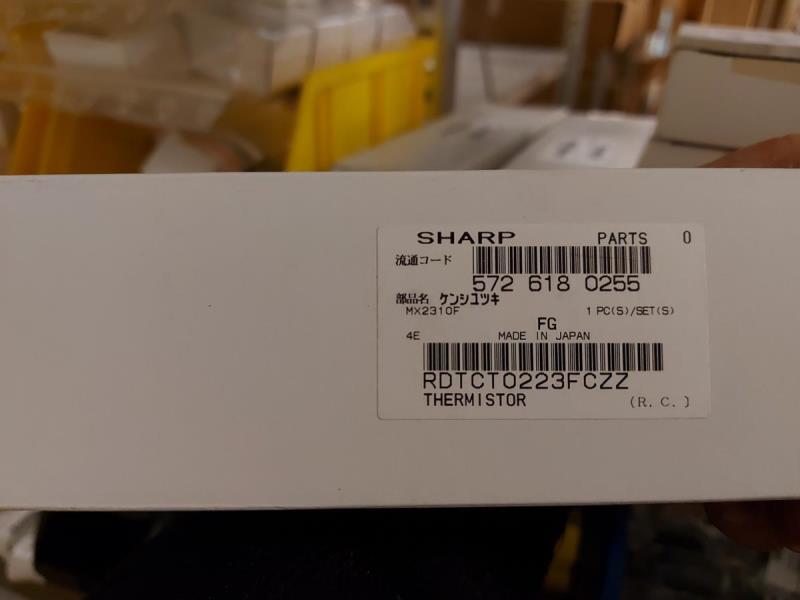 SHARP PARTS 0
流通コード
572 618 0255
部品名 ケンシユツキ
MX2310F 1 PC(S)/SET(S)
FG
4E MADE IN JAPAN
RDTCT0223FCZZ
THERMISTOR (R.C.)